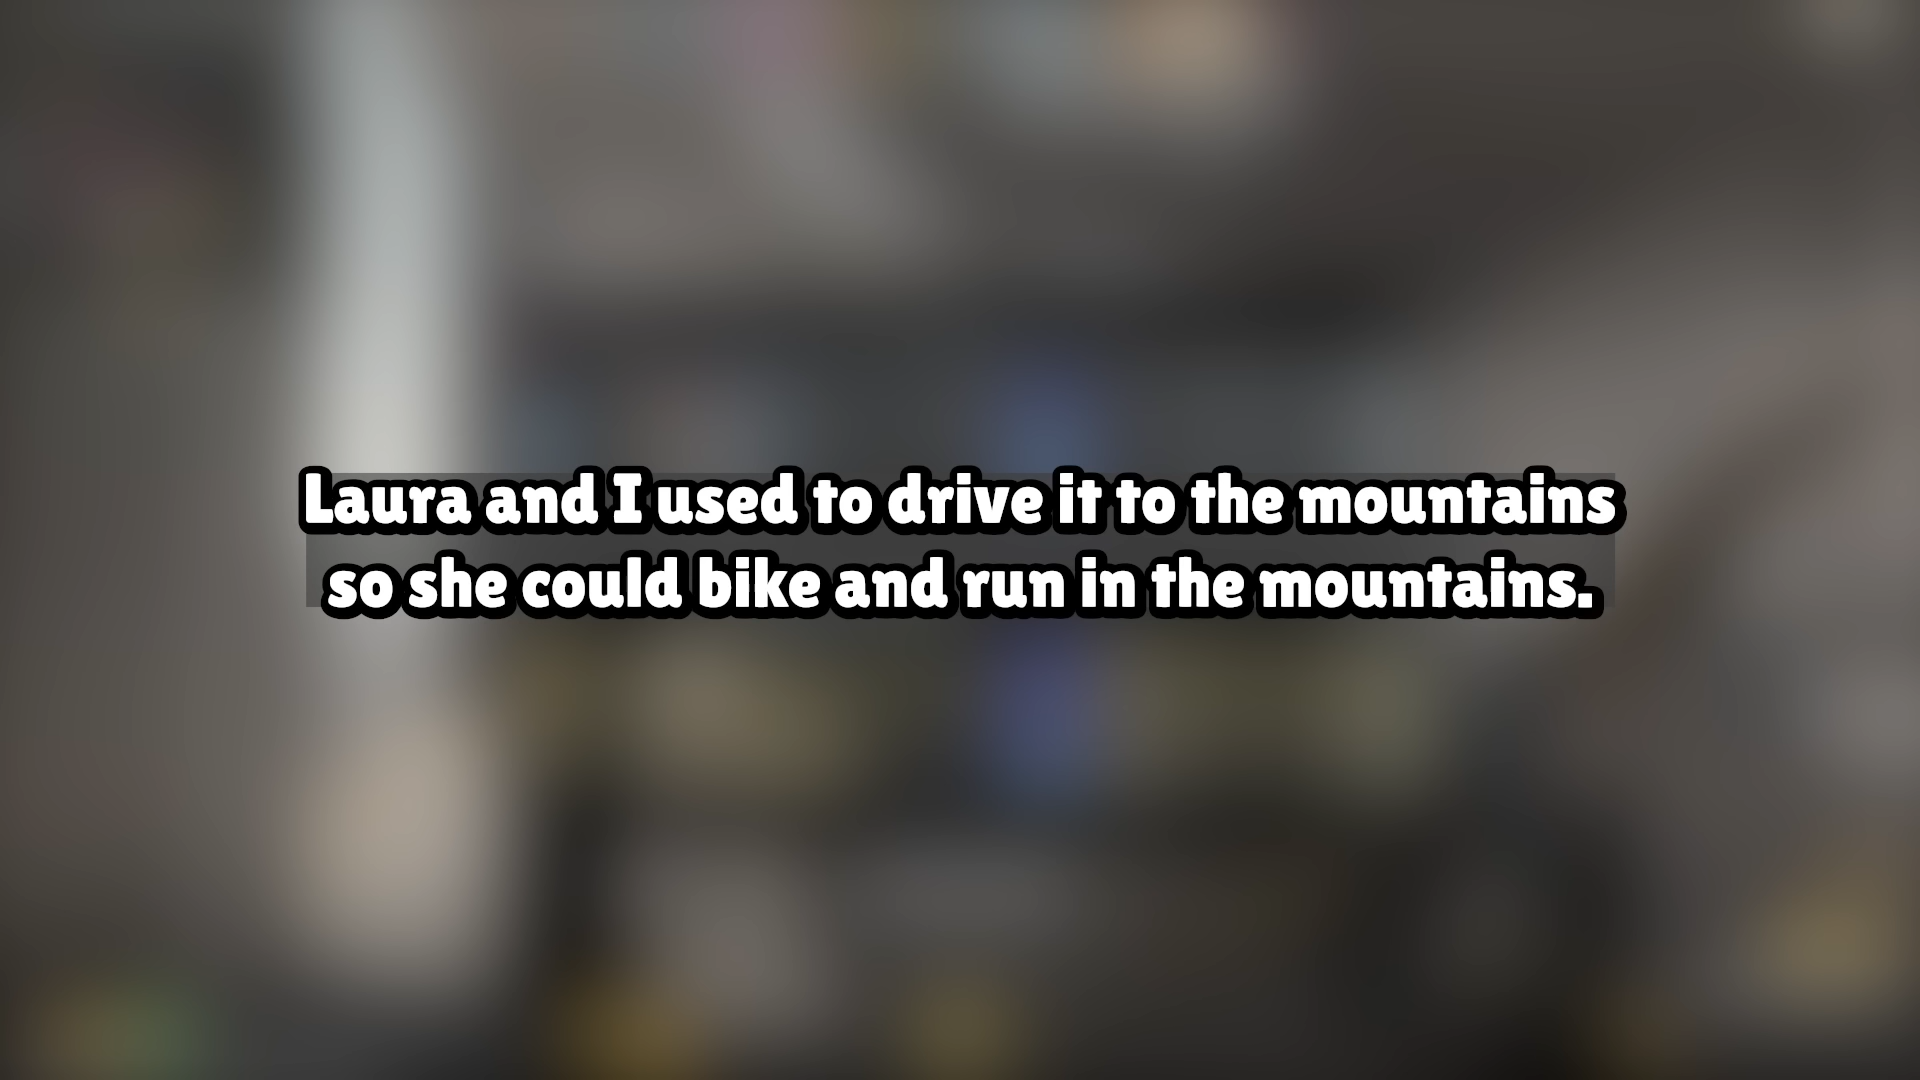 Laura and I used to drive it to the mountains
so she could bike and run in the mountains.